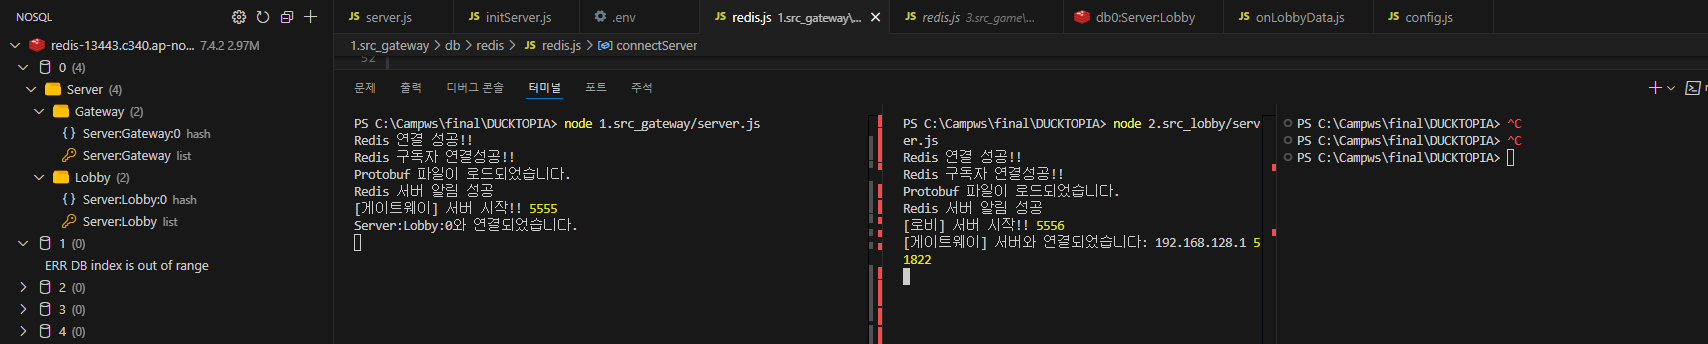 NOSQL
redis-13443.c340.ap-no... 7.4.2 2.97M
0 (4)
Server (4)
Gateway (2)
{ } Server:Gateway:0 hash
Server:Gateway list
Lobby (2)
{ } Server:Lobby:0 hash
Server:Lobby list
1 (0)
ERR DB index is out of range
2 (0)
3 (0)
4 (0)
JS server.js
JS initServer.js
.env
JS redis.js 1.src_gateway\...
JS redis.js 3.src_game\...
db0:Server:Lobby
JS onLobbyData.js
JS config.js
1.src_gateway > db > redis > JS redis.js > connectServer
52
문제 출력 디버그 콘솔 터미널 포트 주석
PS C:\Campws\final\DUCKTOPIA> node 1.src_gateway/server.js
Redis 연결 성공!!
Redis 구독자 연결성공!!
Protobuf 파일이 로드되었습니다.
Redis 서버 알림 성공
[게이트웨이] 서버 시작!! 5555
Server:Lobby:0와 연결되었습니다.
PS C:\Campws\final\DUCKTOPIA> node 2.src_lobby/serv
er.js
Redis 연결 성공!!
Redis 구독자 연결성공!!
Protobuf 파일이 로드되었습니다.
Redis 서버 알림 성공
[로비] 서버 시작!! 5556
[게이트웨이] 서버와 연결되었습니다: 192.168.128.1 5
1822
PS C:\Campws\final\DUCKTOPIA> ^C
PS C:\Campws\final\DUCKTOPIA> ^C
PS C:\Campws\final\DUCKTOPIA>